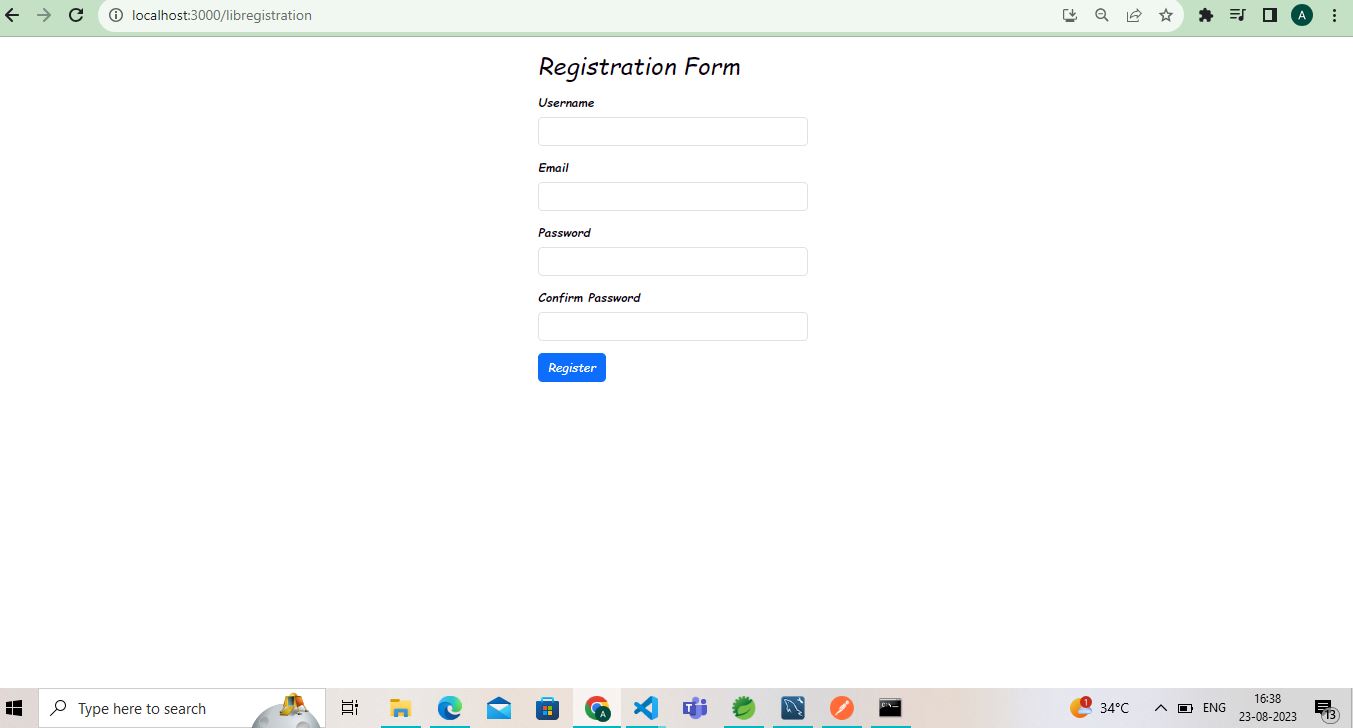 localhost:3000/libregistration
A
Registration Form
Username
Email
Password
Confirm Password
Register
Type here to search
A
1
34°C
ENG
16:38
23-08-2023
13